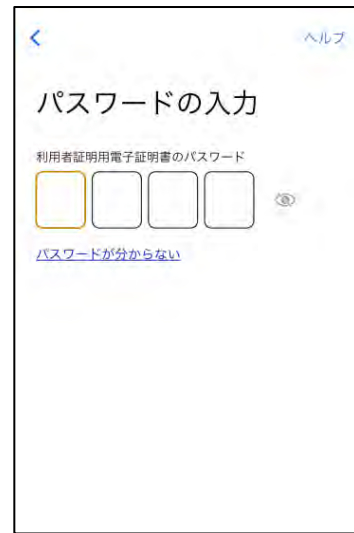 ヘルプ
パスワードの入力
利用者証明用電子証明書のパスワード
パスワードが分からない